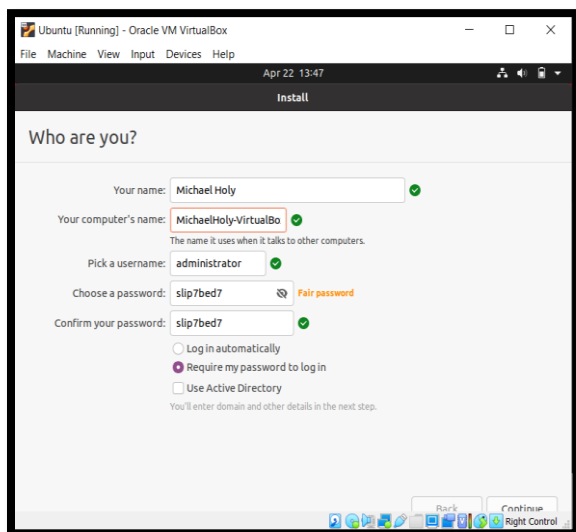 Ubuntu [Running] - Oracle VM VirtualBox
File Machine View Input Devices Help
Apr 22 13:47
Install
Who are you?
Your name: Michael Holy
Your computer's name: MichaelHoly-VirtualBo
The name it uses when it talks to other computers.
Pick a username: administrator
Choose a password: slip7bed7 Fair password
Confirm your password: slip7bed7
Log in automatically
Require my password to log in
Use Active Directory
You'll enter domain and other details in the next step.
Back Continue
Right Control